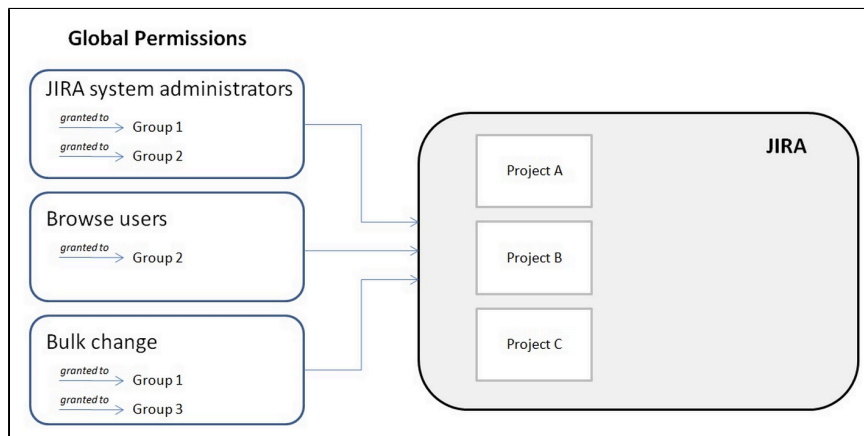 Global Permissions
JIRA system administrators
granted to
Group 1
granted to
Group 2
Browse users
granted to
Group 2
Bulk change
granted to
Group 1
granted to
Group 3
JIRA
Project A
Project B
Project C